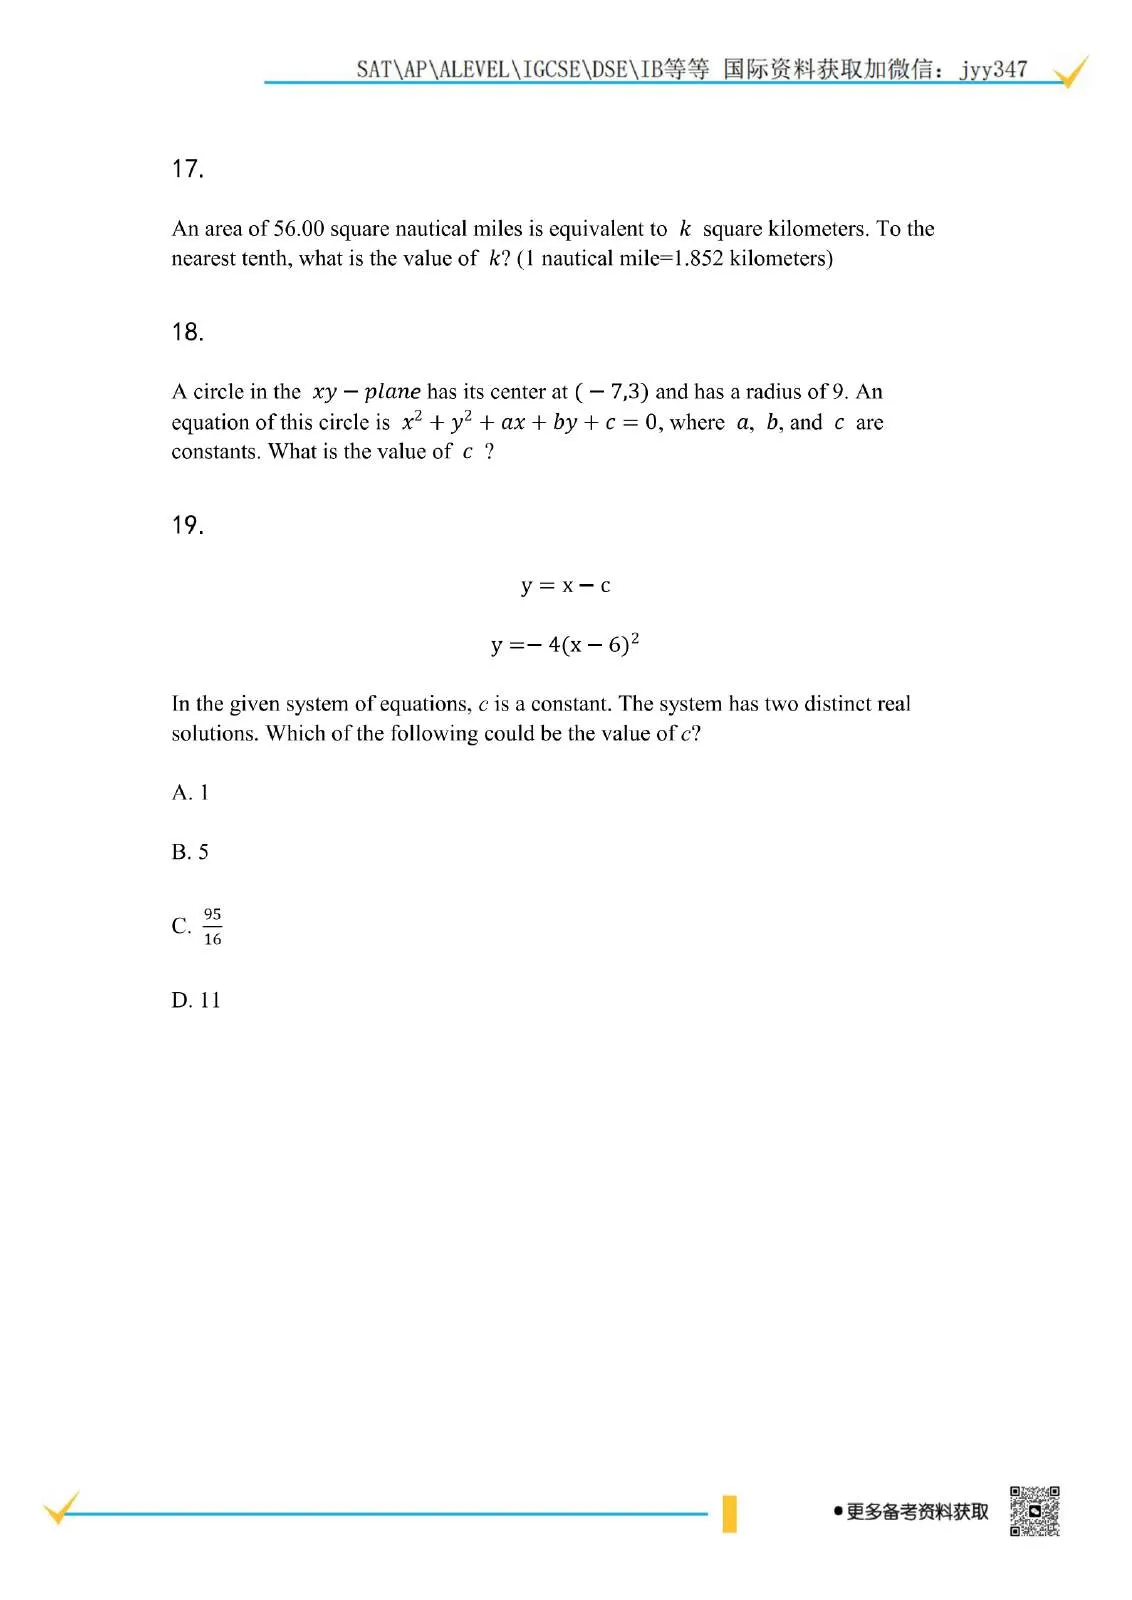 SAT\AP\ALEVEL\IGCSE\DSE\IB等等 国际资料获取加微信：jyy347
17.
An area of 56.00 square nautical miles is equivalent to k square kilometers. To the
nearest tenth, what is the value of k? (1 nautical mile=1.852 kilometers)
18.
A circle in the xy − plane has its center at ( − 7,3) and has a radius of 9. An
equation of this circle is x² + y² + ax + by + c = 0, where a, b, and c are
constants. What is the value of c ?
19.
y = x − c
y =− 4(x − 6)²
In the given system of equations, c is a constant. The system has two distinct real
solutions. Which of the following could be the value of c?
A. 1
B. 5
C. 95/16
D. 11
•更多备考资料获取